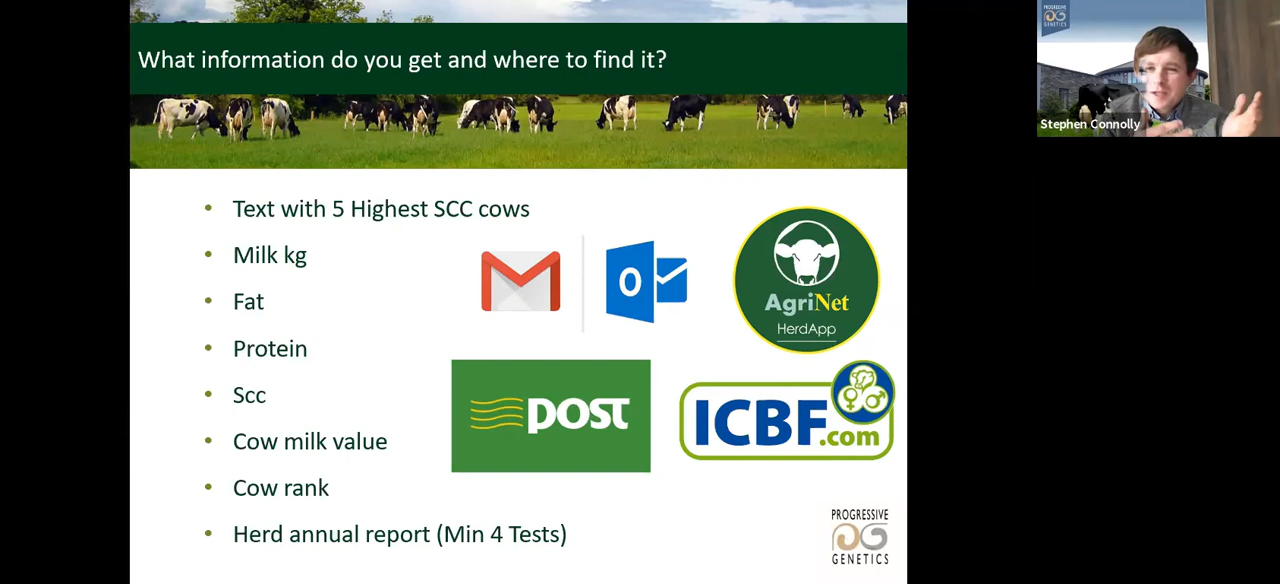 What information do you get and where to find it?
PROGRESSIVE
GENETICS
Stephen Connolly
Text with 5 Highest SCC cows
Milk kg
Fat
Protein
Scc
Cow milk value
Cow rank
Herd annual report (Min 4 Tests)
O
AgriNet
HerdApp
post
ICBF.com
PROGRESSIVE
GENETICS